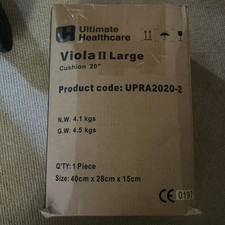 Ultimate
Healthcare
Viola II Large
Cushion 20"
Product code: UPRA2020-2
N.W: 4.1 kgs
G.W: 4.5 kgs
Q'TY: 1 Piece
Size: 40cm x 28cm x 15cm
CE 0197